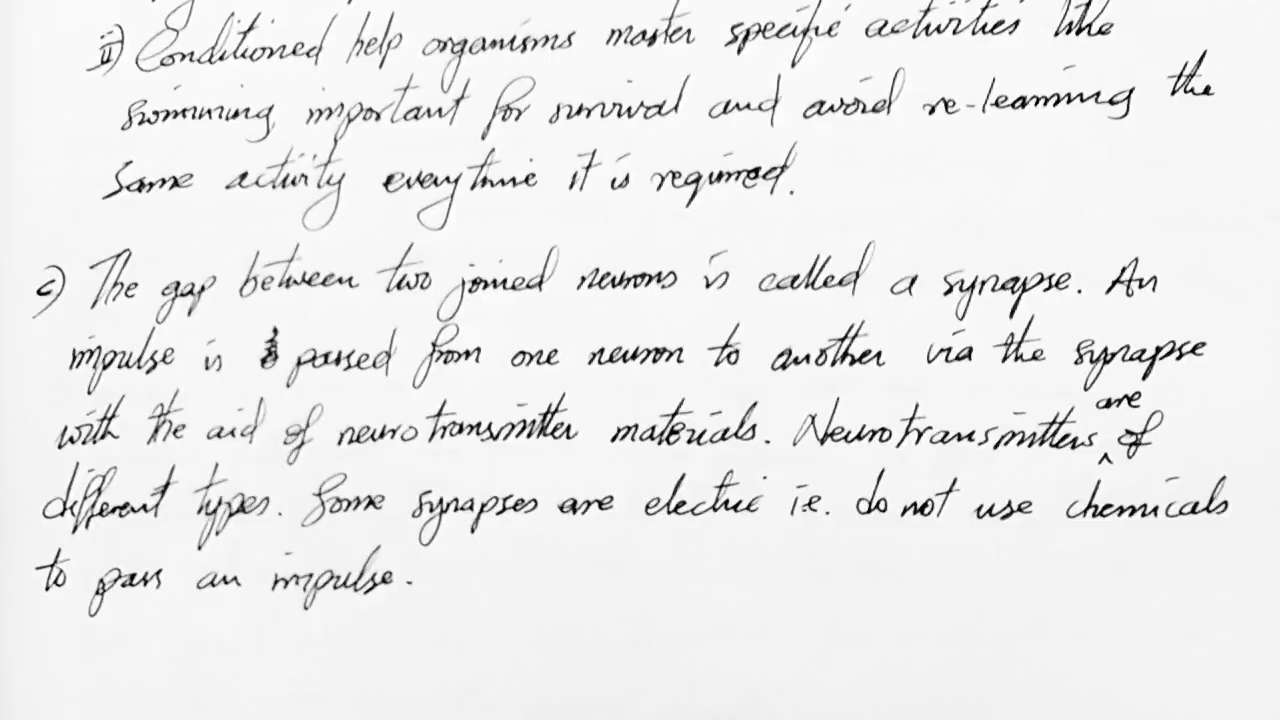 ii) Conditioned help organisms master specific activities like
swimming, important for survival and avoid re-learning the
same activity everytime it is required.
c) The gap between two joined neurons is called a synapse. An
impulse is passed from one neuron to another via the synapse
with the aid of neurotransmitter materials. Neurotransmitters are of
different types. Some synapses are electric i.e. do not use chemicals
to pass an impulse.